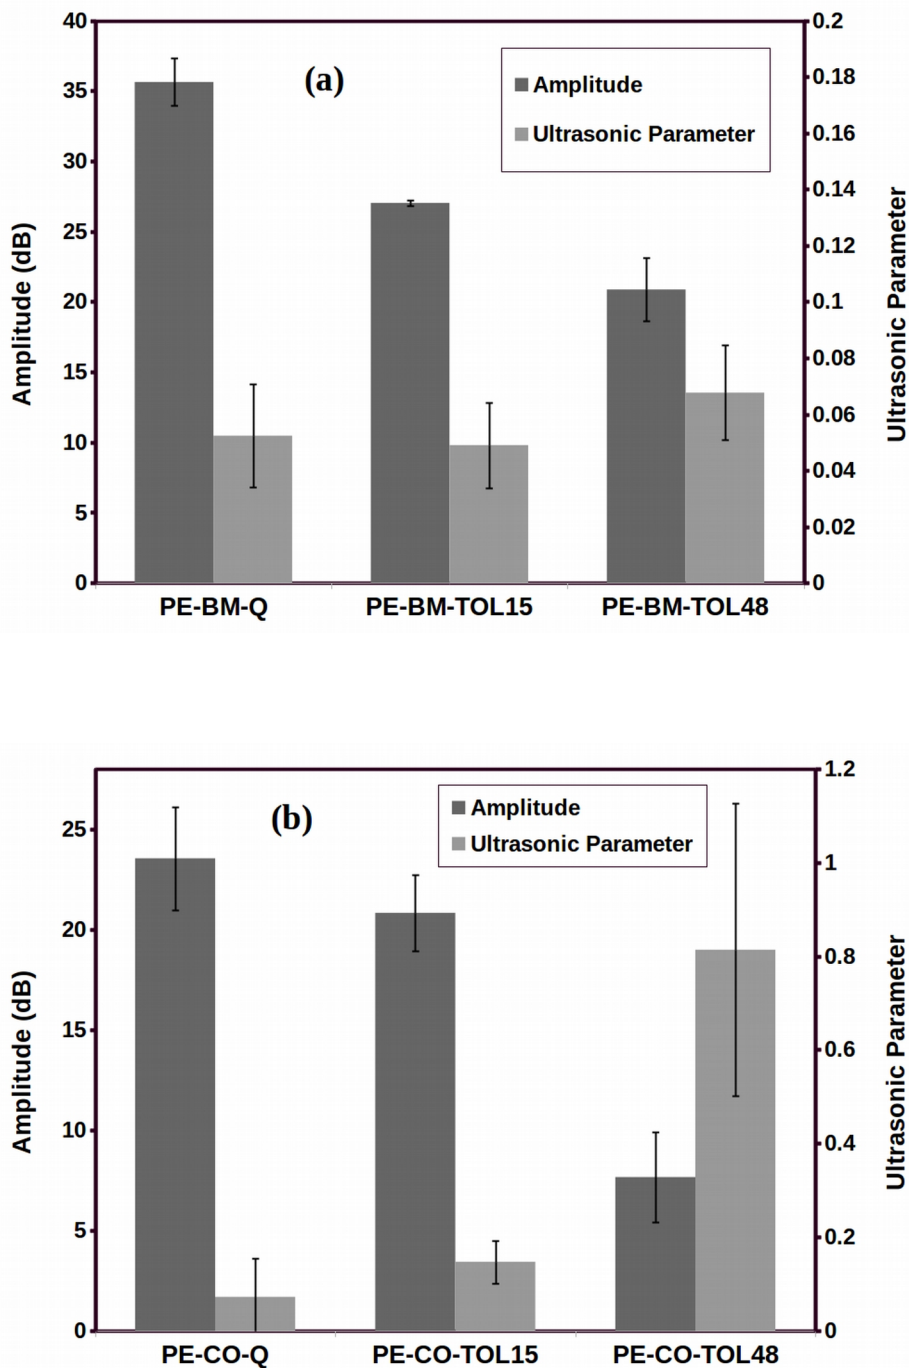 40
35
30
25
20
15
10
5
0
Amplitude (dB)
(a)
Amplitude
Ultrasonic Parameter
0.2
0.18
0.16
0.14
0.12
0.1
0.08
0.06
0.04
0.02
0
Ultrasonic Parameter
PE-BM-Q PE-BM-TOL15 PE-BM-TOL48
25
20
15
10
5
0
Amplitude (dB)
(b)
Amplitude
Ultrasonic Parameter
1.2
1
0.8
0.6
0.4
0.2
0
Ultrasonic Parameter
PE-CO-Q PE-CO-TOL15 PE-CO-TOL48